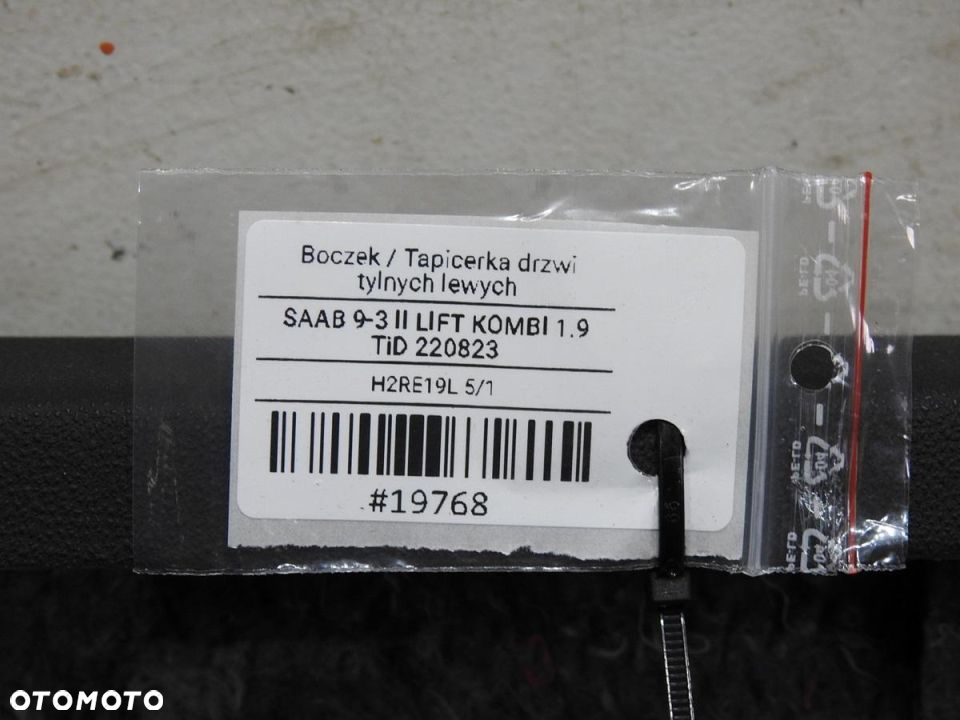 Boczek / Tapicerka drzwi
tylnych lewych
SAAB 9-3 II LIFT KOMBI 1.9
TiD 220823
H2RE19L 5/1
#19768
OTOMOTO